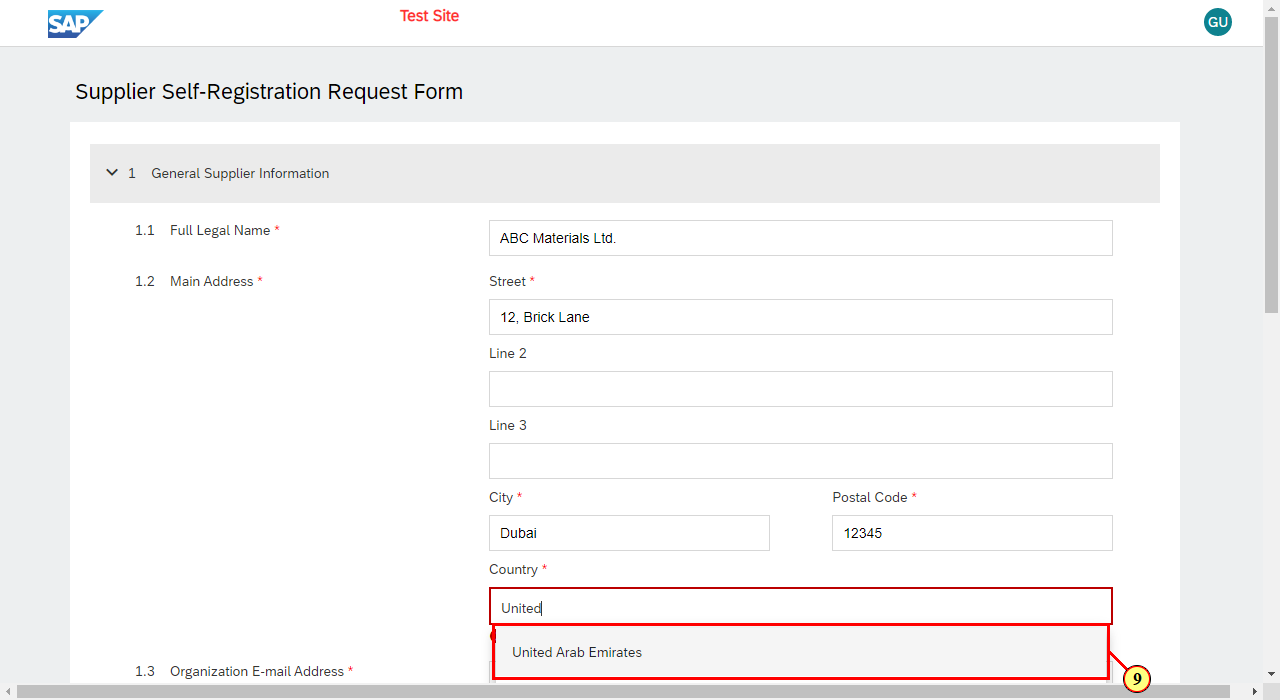 SAP
Test Site
GU
Supplier Self-Registration Request Form
1 General Supplier Information
1.1 Full Legal Name *
ABC Materials Ltd.
1.2 Main Address *
Street *
12, Brick Lane
Line 2
Line 3
City *
Postal Code *
Dubai
12345
Country *
United
United Arab Emirates
1.3 Organization E-mail Address *
9